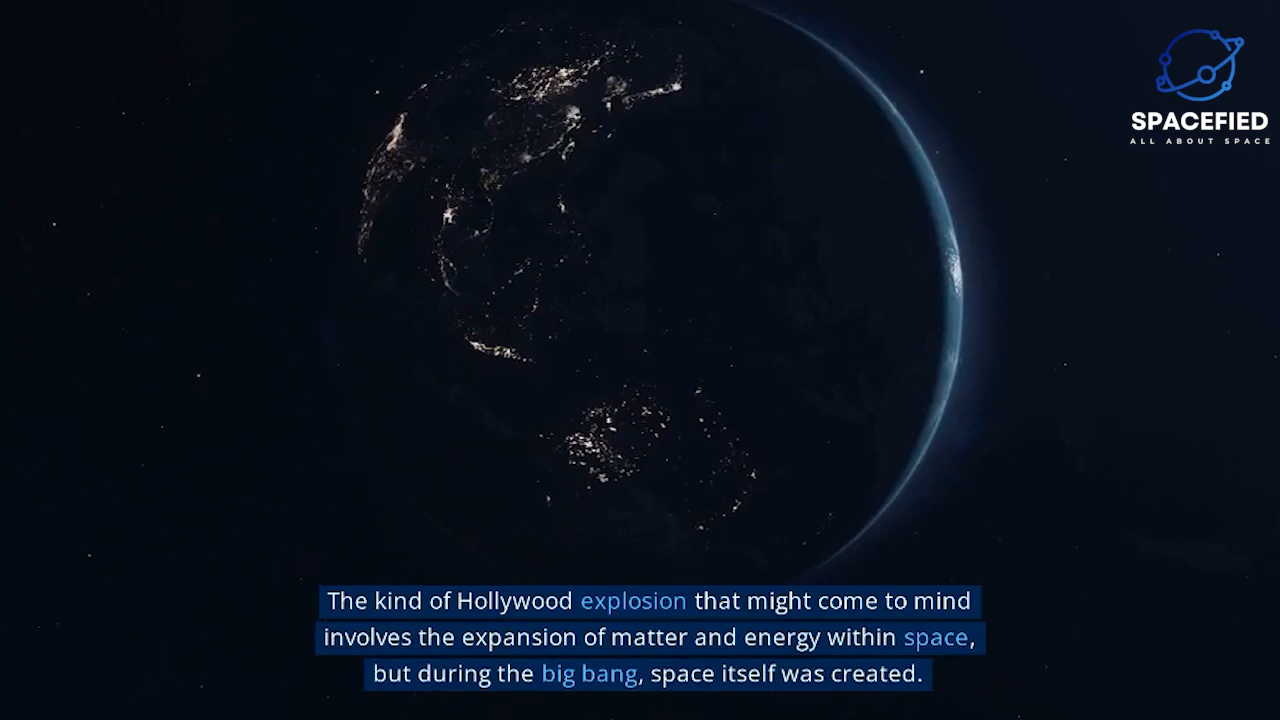 SPACEFIED
ALL ABOUT SPACE
The kind of Hollywood explosion that might come to mind
involves the expansion of matter and energy within space,
but during the big bang, space itself was created.